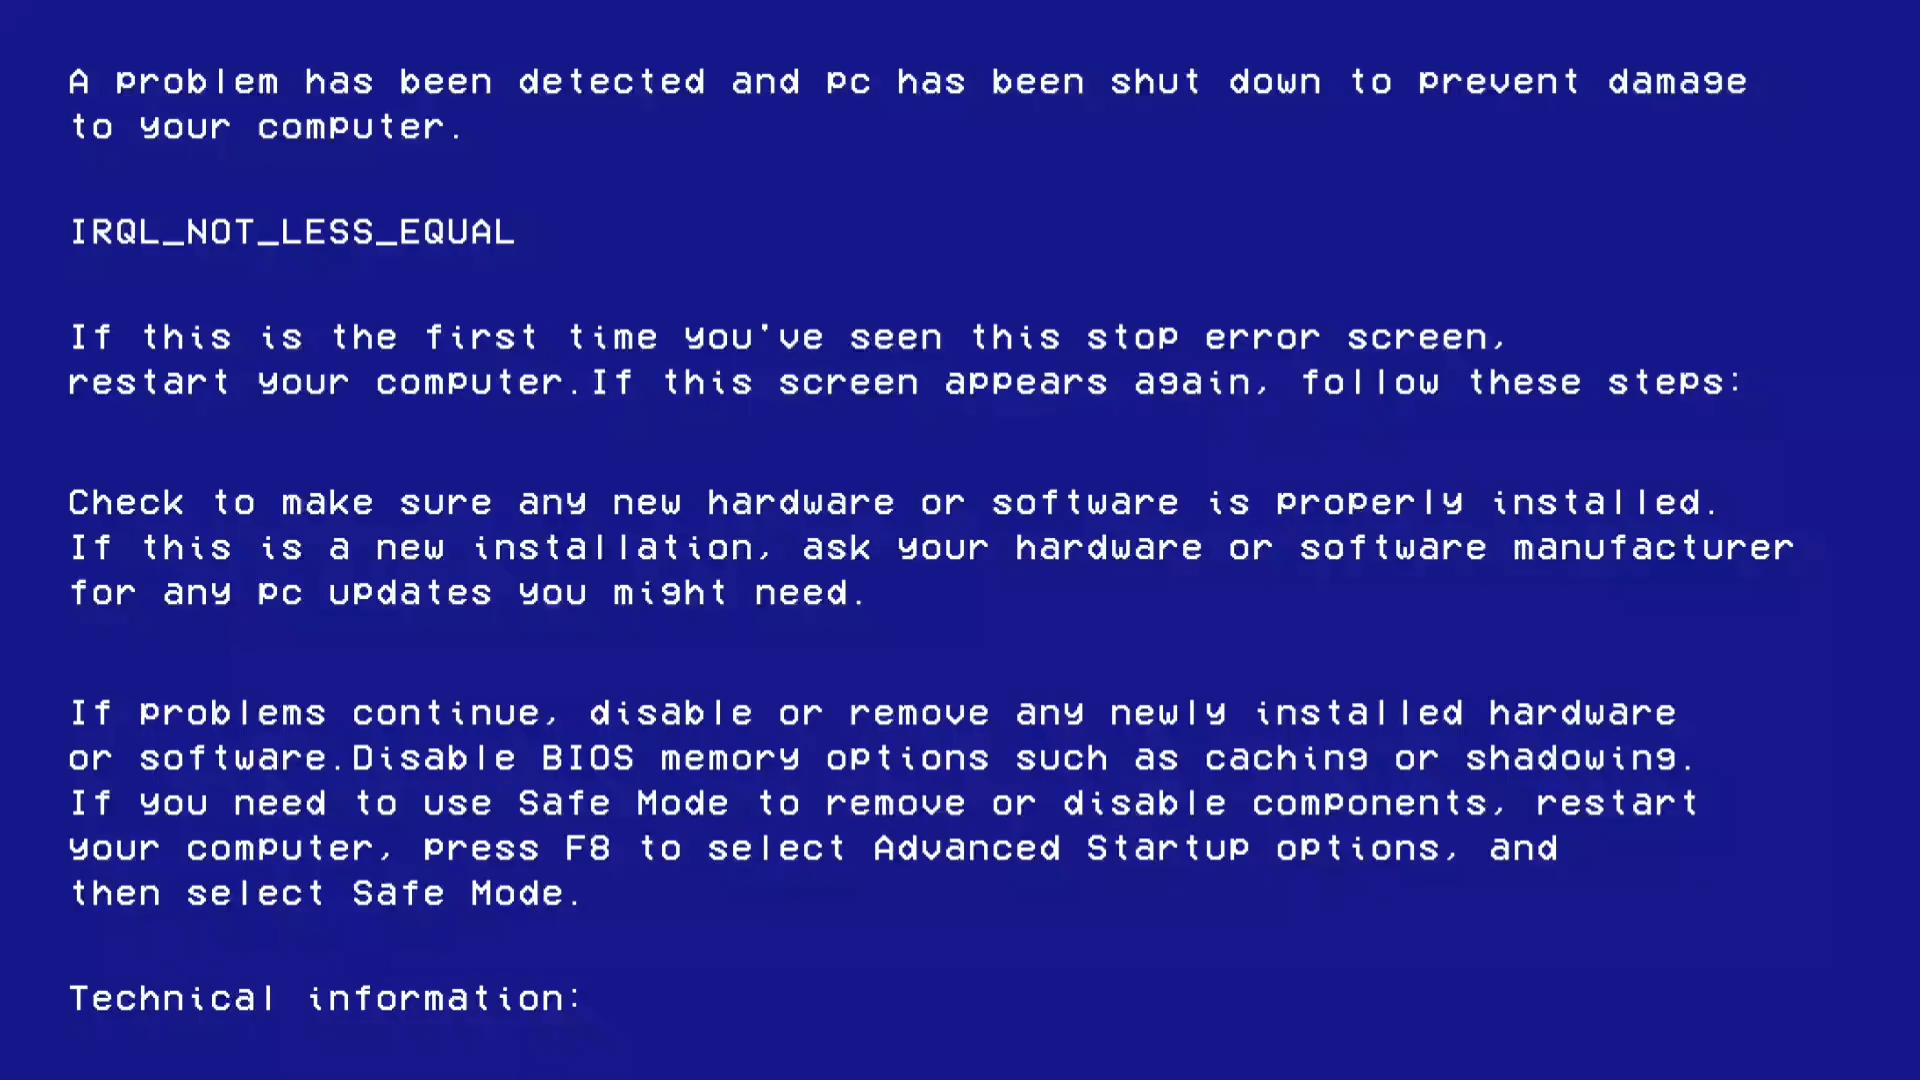 A problem has been detected and pc has been shut down to prevent damage
to your computer.
IRQL_NOT_LESS_EQUAL
If this is the first time you've seen this stop error screen,
restart your computer.If this screen appears again, follow these steps:
Check to make sure any new hardware or software is properly installed.
If this is a new installation, ask your hardware or software manufacturer
for any pc updates you might need.
If problems continue, disable or remove any newly installed hardware
or software.Disable BIOS memory options such as caching or shadowing.
If you need to use Safe Mode to remove or disable components, restart
your computer, press F8 to select Advanced Startup options, and
then select Safe Mode.
Technical information: